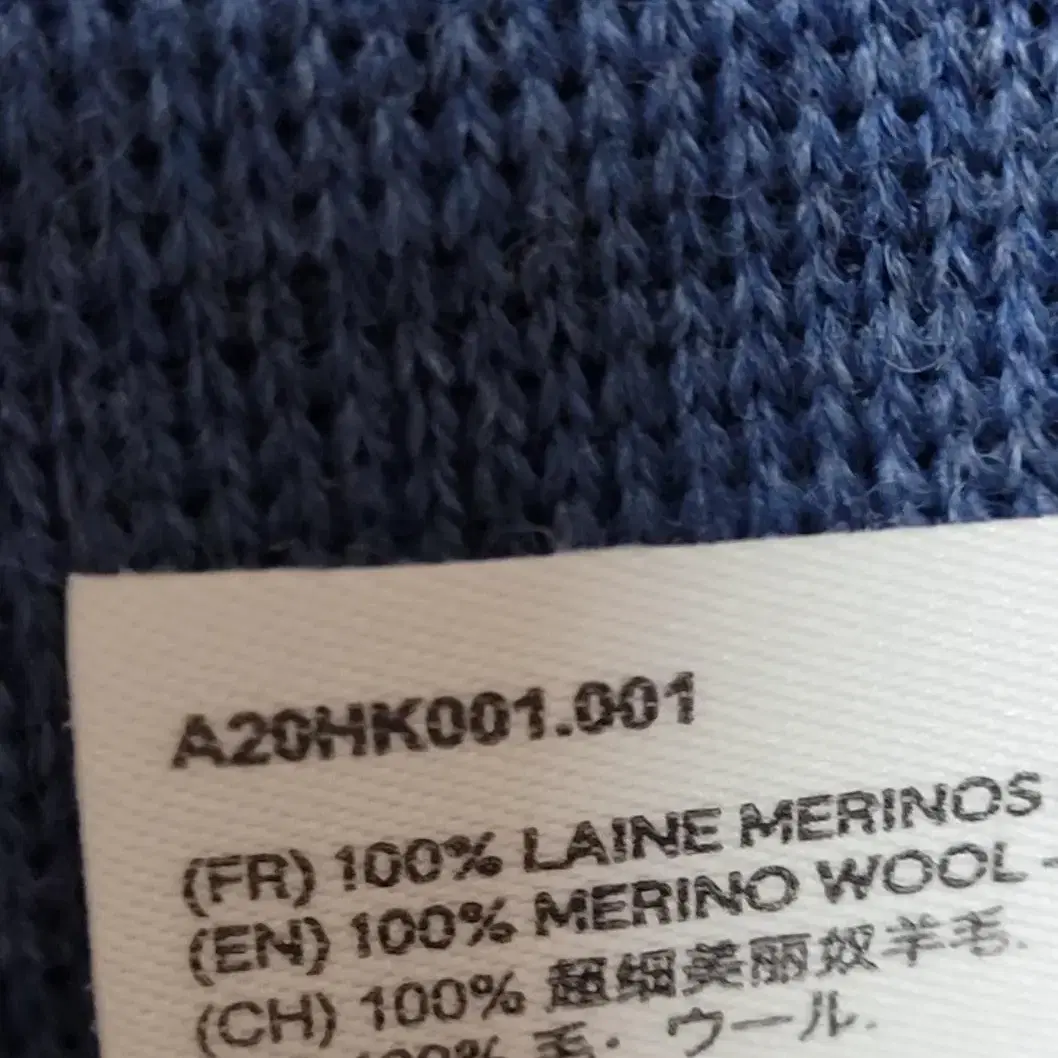 A20HK001.001
(FR) 100% LAINE MERINOS
(EN) 100% MERINO WOOL -
(CH) 100% 超细美丽奴羊毛.
100% 毛・ウール.